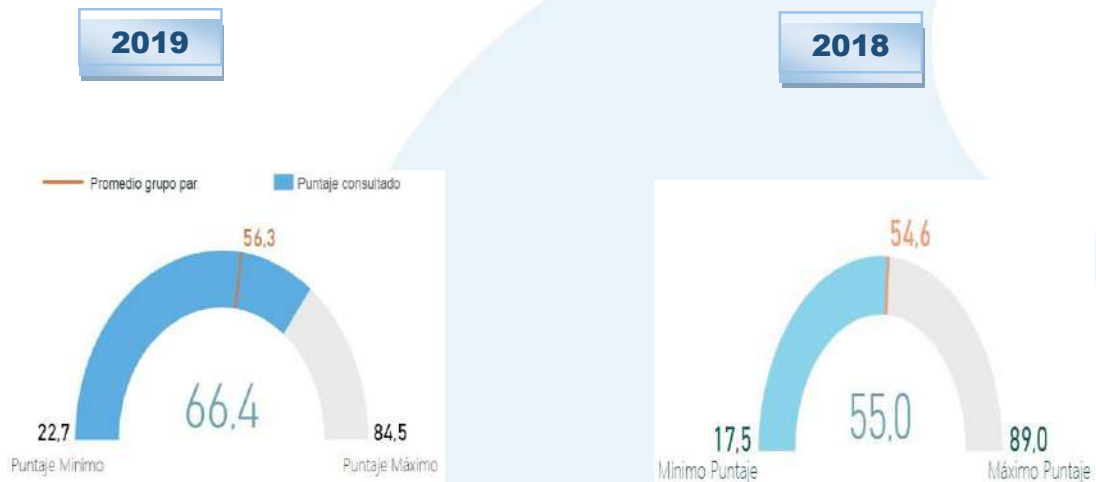 2019
2018
Promedio grupo par
Puntaje consultado
56,3
66,4
22,7
Puntaje Mínimo
84,5
Puntaje Máximo
54,6
55,0
17,5
Mínimo Puntaje
89,0
Máximo Puntaje